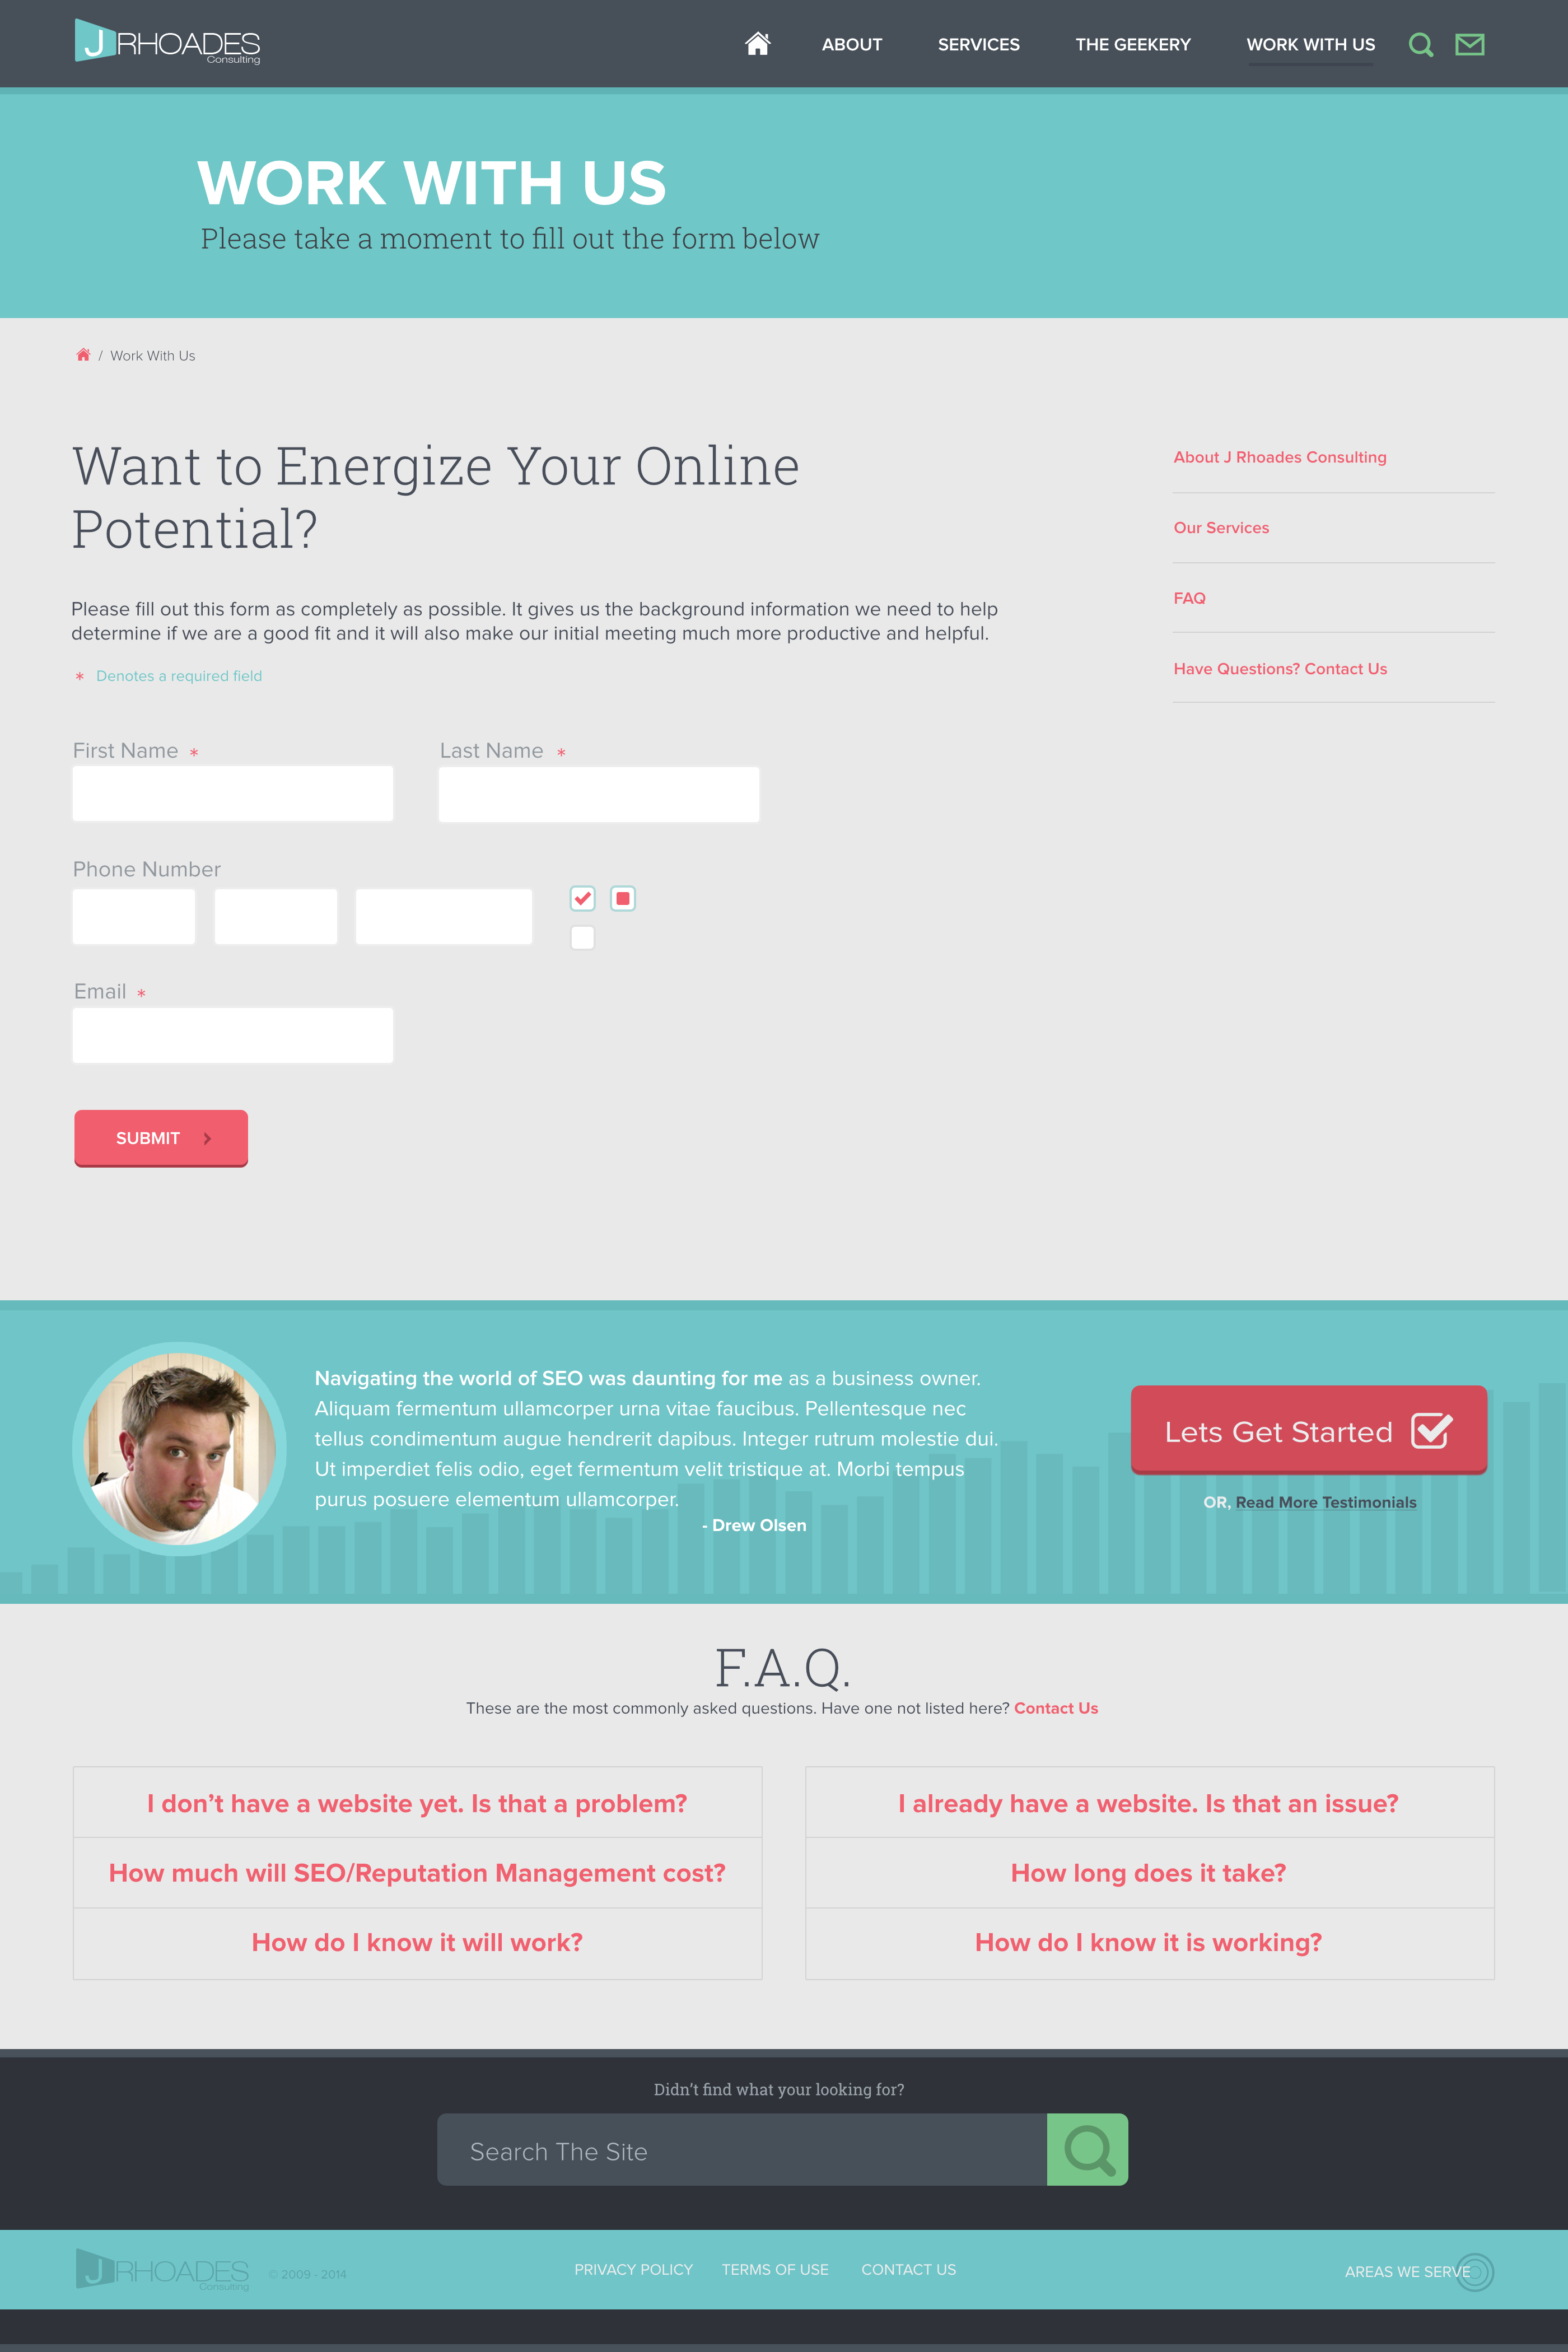 JRHOADES
Consulting
ABOUT
SERVICES
THE GEEKERY
WORK WITH US
WORK WITH US
Please take a moment to fill out the form below
/ Work With Us
Want to Energize Your Online
Potential?
Please fill out this form as completely as possible. It gives us the background information we need to help
determine if we are a good fit and it will also make our initial meeting much more productive and helpful.
* Denotes a required field
First Name *
Last Name *
Phone Number
Email *
SUBMIT
About J Rhoades Consulting
Our Services
FAQ
Have Questions? Contact Us
Navigating the world of SEO was daunting for me as a business owner.
Aliquam fermentum ullamcorper urna vitae faucibus. Pellentesque nec
tellus condimentum augue hendrerit dapibus. Integer rutrum molestie dui.
Ut imperdiet felis odio, eget fermentum velit tristique at. Morbi tempus
purus posuere elementum ullamcorper.
- Drew Olsen
Lets Get Started
OR, Read More Testimonials
F.A.Q.
These are the most commonly asked questions. Have one not listed here? Contact Us
I don’t have a website yet. Is that a problem?
How much will SEO/Reputation Management cost?
How do I know it will work?
I already have a website. Is that an issue?
How long does it take?
How do I know it is working?
Didn’t find what your looking for?
Search The Site
JRHOADES
Consulting
© 2009 - 2014
PRIVACY POLICY
TERMS OF USE
CONTACT US
AREAS WE SERVE